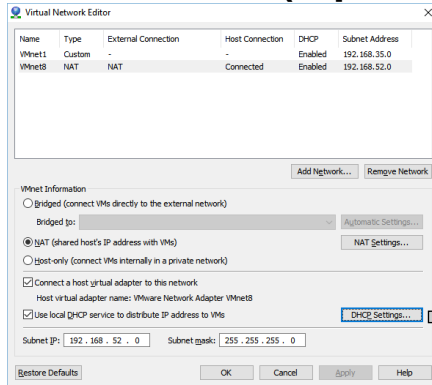 Virtual Network Editor
Name Type External Connection Host Connection DHCP Subnet Address
VMnet1 Custom - - Enabled 192.168.35.0
VMnet8 NAT NAT Connected Enabled 192.168.52.0
Add Network... Remove Network
VMnet Information
Bridged (connect VMs directly to the external network)
Bridged to: Automatic Settings...
NAT (shared host's IP address with VMs) NAT Settings...
Host-only (connect VMs internally in a private network)
Connect a host virtual adapter to this network
Host virtual adapter name: VMware Network Adapter VMnet8
Use local DHCP service to distribute IP address to VMs DHCP Settings...
Subnet IP: 192 . 168 . 52 . 0 Subnet mask: 255 . 255 . 255 . 0
Restore Defaults OK Cancel Apply Help